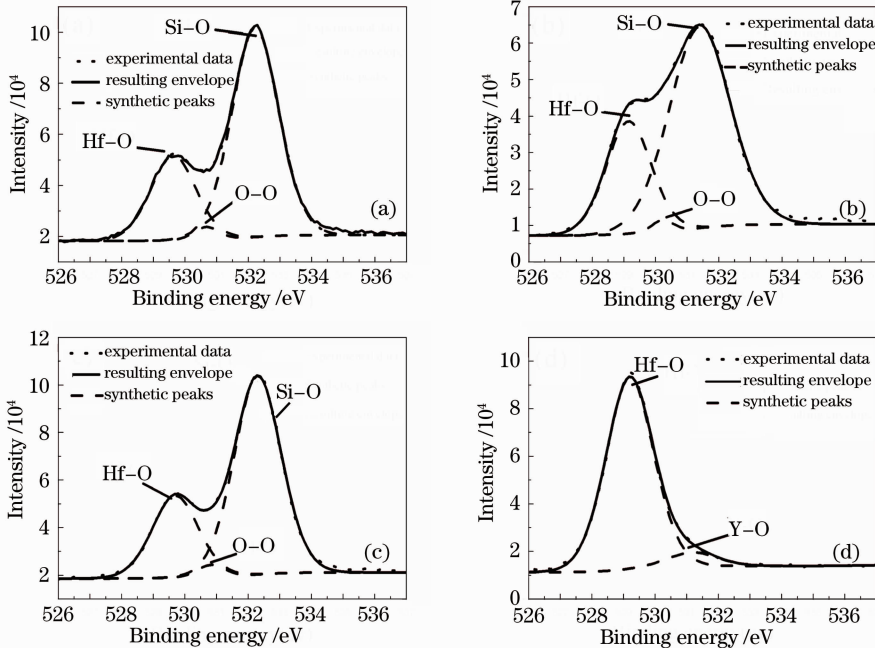 10
8
6
4
2
Intensity /10⁴
Si–O
experimental data
resulting envelope
synthetic peaks
Hf–O
O–O
(a)
526 528 530 532 534 536
Binding energy /eV
7
6
5
4
3
2
1
0
Intensity /10⁴
Si–O
experimental data
resulting envelope
synthetic peaks
Hf–O
O–O
(b)
526 528 530 532 534 536
Binding energy /eV
12
10
8
6
4
2
Intensity /10⁴
experimental data
resulting envelope
synthetic peaks
Si–O
Hf–O
O–O
(c)
526 528 530 532 534 536
Binding energy /eV
10
8
6
4
2
0
Intensity /10⁴
Hf–O
experimental data
resulting envelope
synthetic peaks
Y–O
(d)
526 528 530 532 534 536
Binding energy /eV